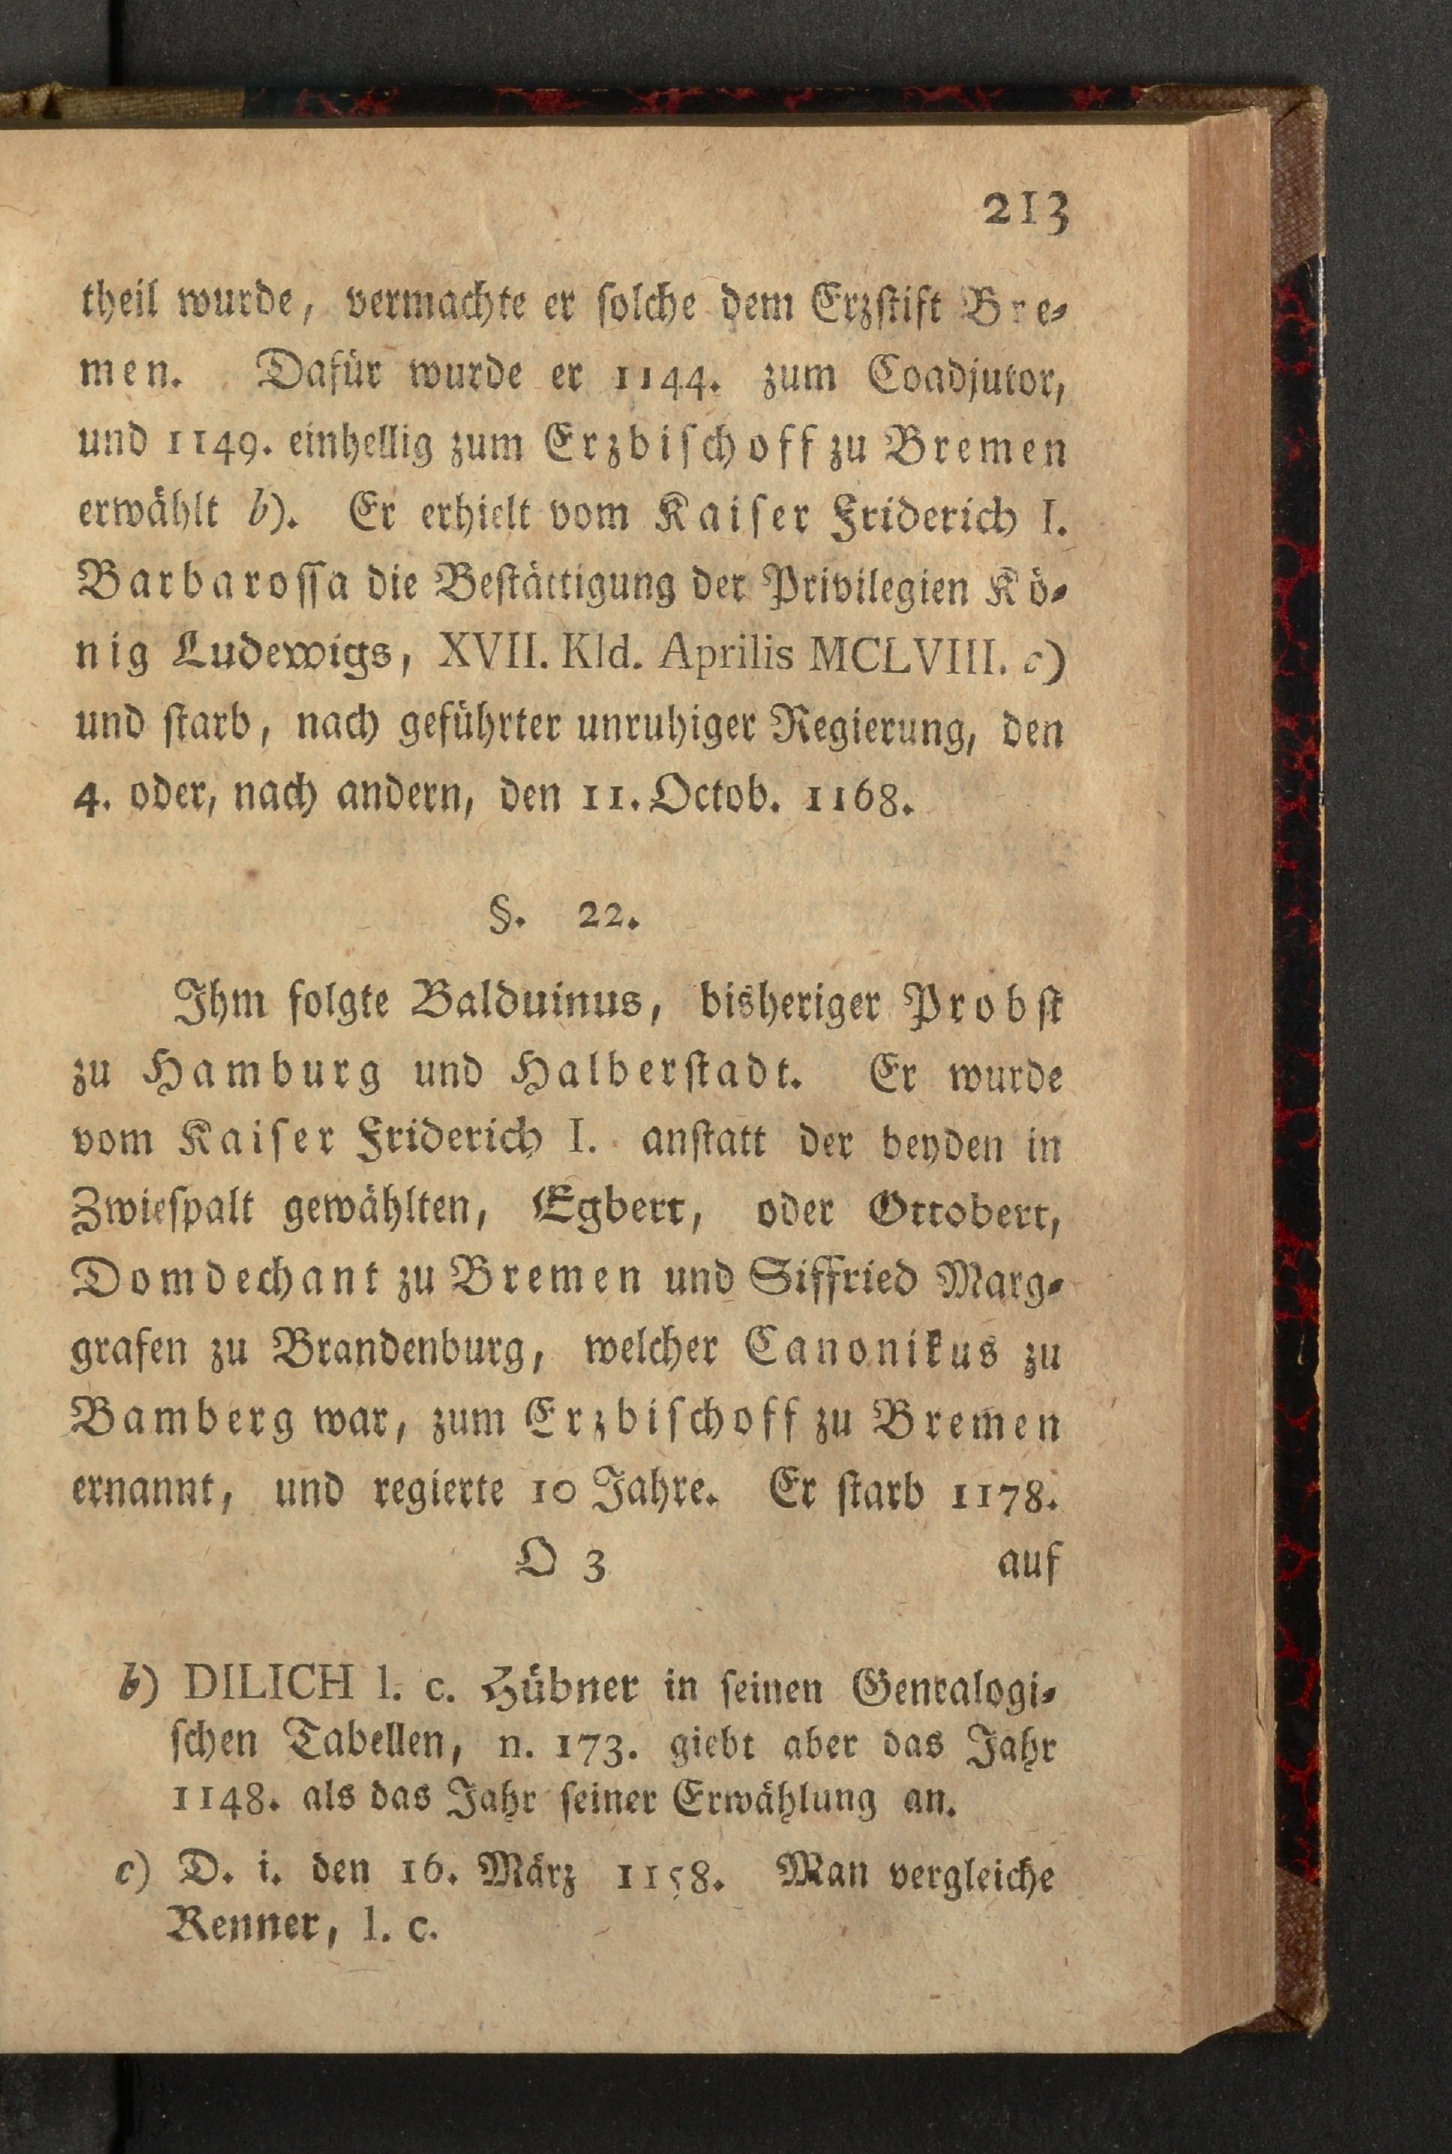 213
theil wurde, vermachte er solche dem Erzstift Bre-
men. Dafür wurde er 1144. zum Coadjutor,
und 1149. einhellig zum Erzbischoff zu Bremen
erwählt b). Er erhielt vom Kaiser Friderich I.
Barbarossa die Bestättigung der Privilegien Kö-
nig Ludewigs, XVII. Kld. Aprilis MCLVIII. c)
und starb, nach geführter unruhiger Regierung, den
4. oder, nach andern, den 11. Octob. 1168.
§. 22.
Ihm folgte Balduinus, bisheriger Probst
zu Hamburg und Halberstadt. Er wurde
vom Kaiser Friderich I. anstatt der beyden in
Zwiespalt gewählten, Egbert, oder Ottobert,
Domdechant zu Bremen und Siffried Marg-
grafen zu Brandenburg, welcher Canonikus zu
Bamberg war, zum Erzbischoff zu Bremen
ernannt, und regierte 10 Jahre. Er starb 1178.
O 3 auf
b) DILICH l. c. Hübner in seinen Genealogi-
schen Tabellen, n. 173. giebt aber das Jahr
1148. als das Jahr seiner Erwählung an.
c) D. i. den 16. März 1158. Man vergleiche
Renner, l. c.